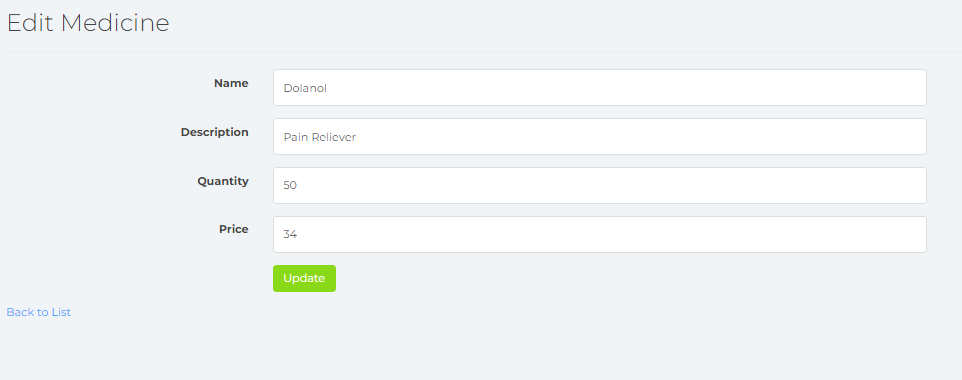 Edit Medicine
Name
Dolanol
Description
Pain Reliever
Quantity
50
Price
34
Update
Back to List